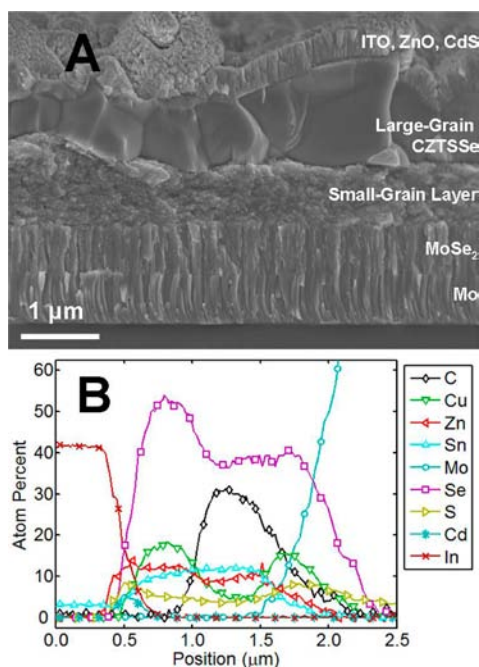 A
ITO, ZnO, CdS
Large-Grain
CZTSSe
Small-Grain Layer
MoSe2
Mo
1 µm
B
60
50
40
30
20
10
0
Atom Percent
0.0 0.5 1.0 1.5 2.0 2.5
Position (µm)
C
Cu
Zn
Sn
Mo
Se
S
Cd
In